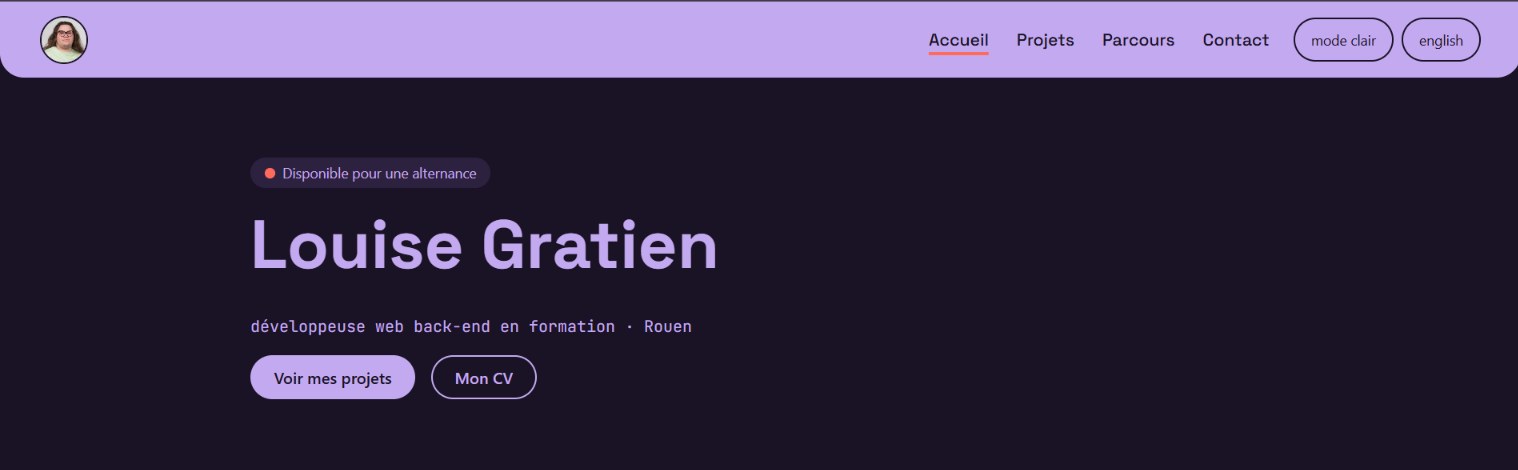 Accueil Projets Parcours Contact mode clair english
Disponible pour une alternance
Louise Gratien
développeuse web back-end en formation · Rouen
Voir mes projets Mon CV